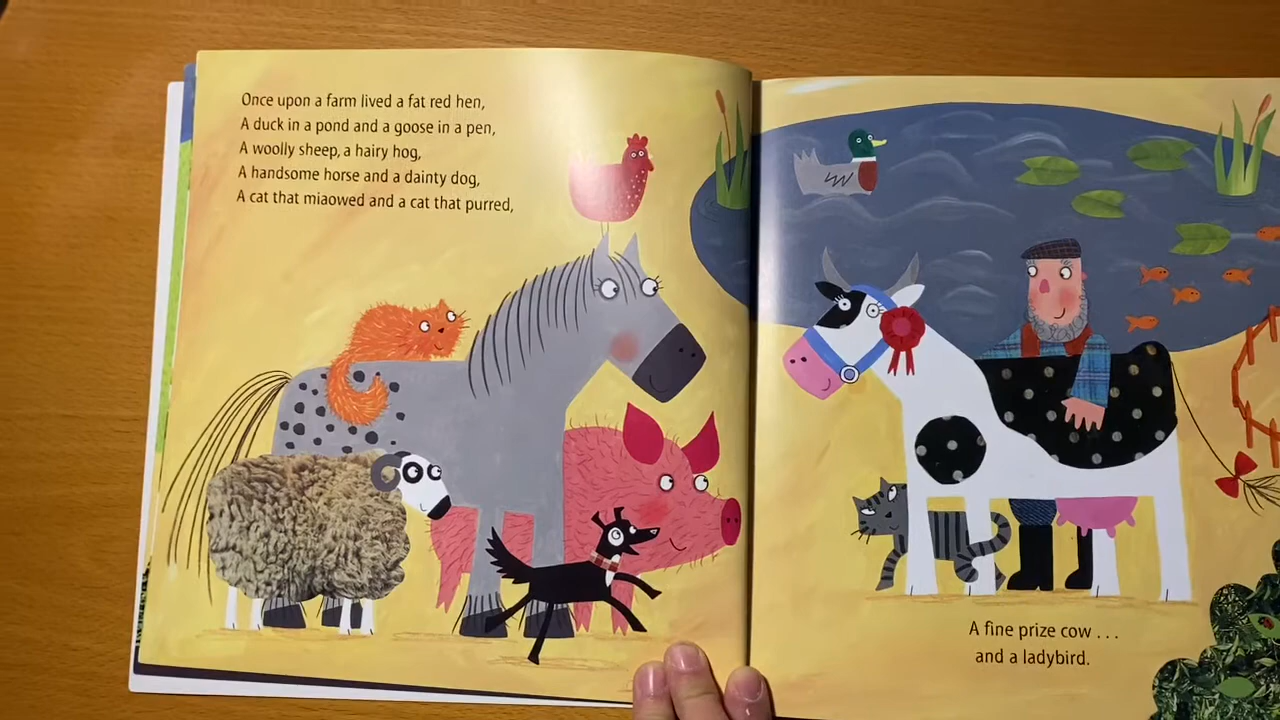 Once upon a farm lived a fat red hen,
A duck in a pond and a goose in a pen,
A woolly sheep, a hairy hog,
A handsome horse and a dainty dog,
A cat that miaowed and a cat that purred,
A fine prize cow . . .
and a ladybird.